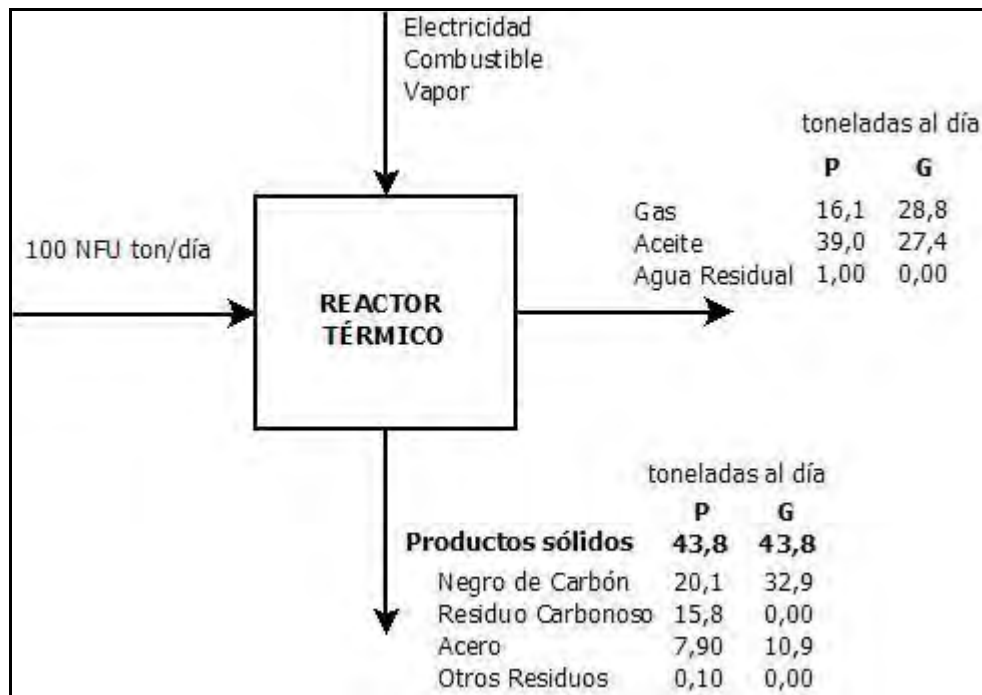 Electricidad
Combustible
Vapor
toneladas al día
P G
Gas 16,1 28,8
Aceite 39,0 27,4
Agua Residual 1,00 0,00
100 NFU ton/día
REACTOR
TÉRMICO
toneladas al día
P G
Productos sólidos 43,8 43,8
Negro de Carbón 20,1 32,9
Residuo Carbonoso 15,8 0,00
Acero 7,90 10,9
Otros Residuos 0,10 0,00